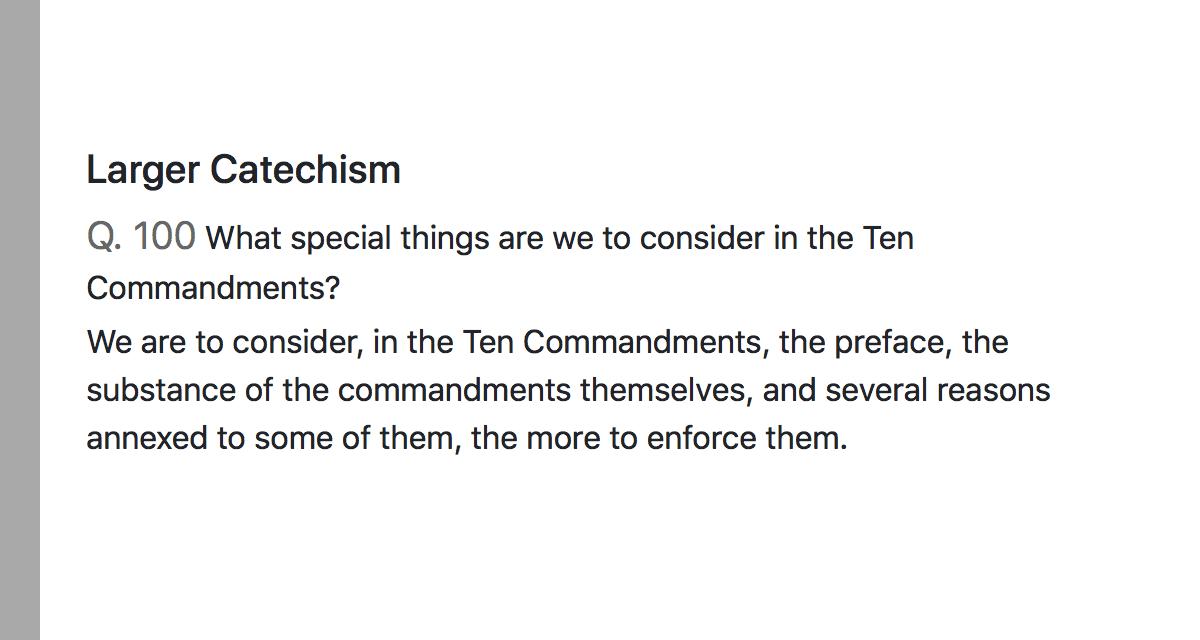 Larger Catechism
Q. 100 What special things are we to consider in the Ten
Commandments?
We are to consider, in the Ten Commandments, the preface, the
substance of the commandments themselves, and several reasons
annexed to some of them, the more to enforce them.